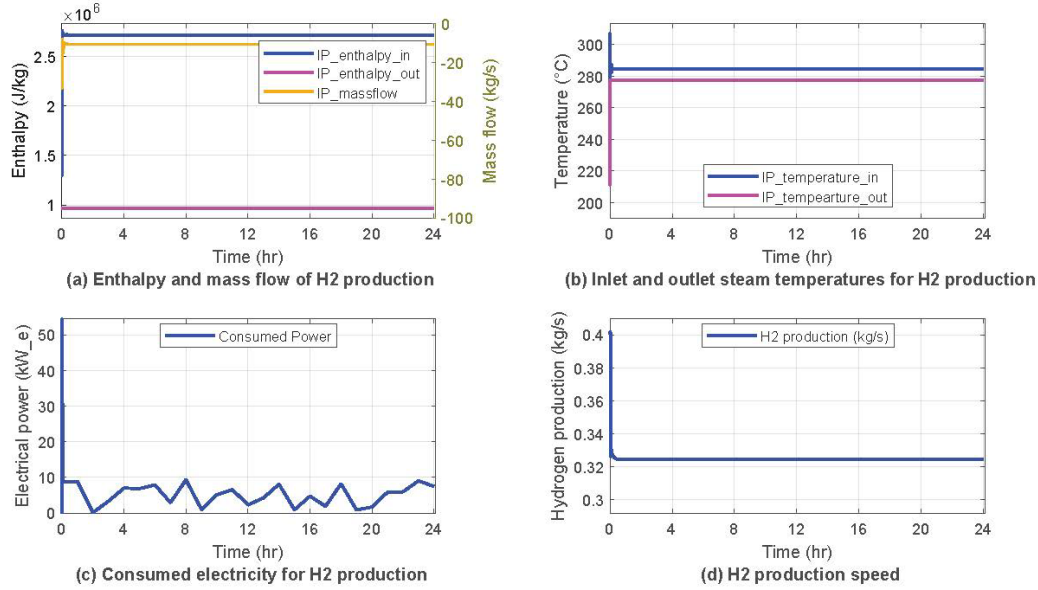 ×10^6
2.5
2
1.5
1
0
-20
-40
-60
-80
-100
Enthalpy (J/kg)
Mass flow (kg/s)
IP_enthalpy_in
IP_enthalpy_out
IP_massflow
0 4 8 12 16 20 24
Time (hr)
(a) Enthalpy and mass flow of H2 production
300
280
260
240
220
200
Temperature (°C)
IP_temperature_in
IP_tempearture_out
0 4 8 12 16 20 24
Time (hr)
(b) Inlet and outlet steam temperatures for H2 production
50
40
30
20
10
0
Electrical power (kW_e)
Consumed Power
0 4 8 12 16 20 24
Time (hr)
(c) Consumed electricity for H2 production
0.4
0.38
0.36
0.34
0.32
0.3
Hydrogen production (kg/s)
H2 production (kg/s)
0 4 8 12 16 20 24
Time (hr)
(d) H2 production speed